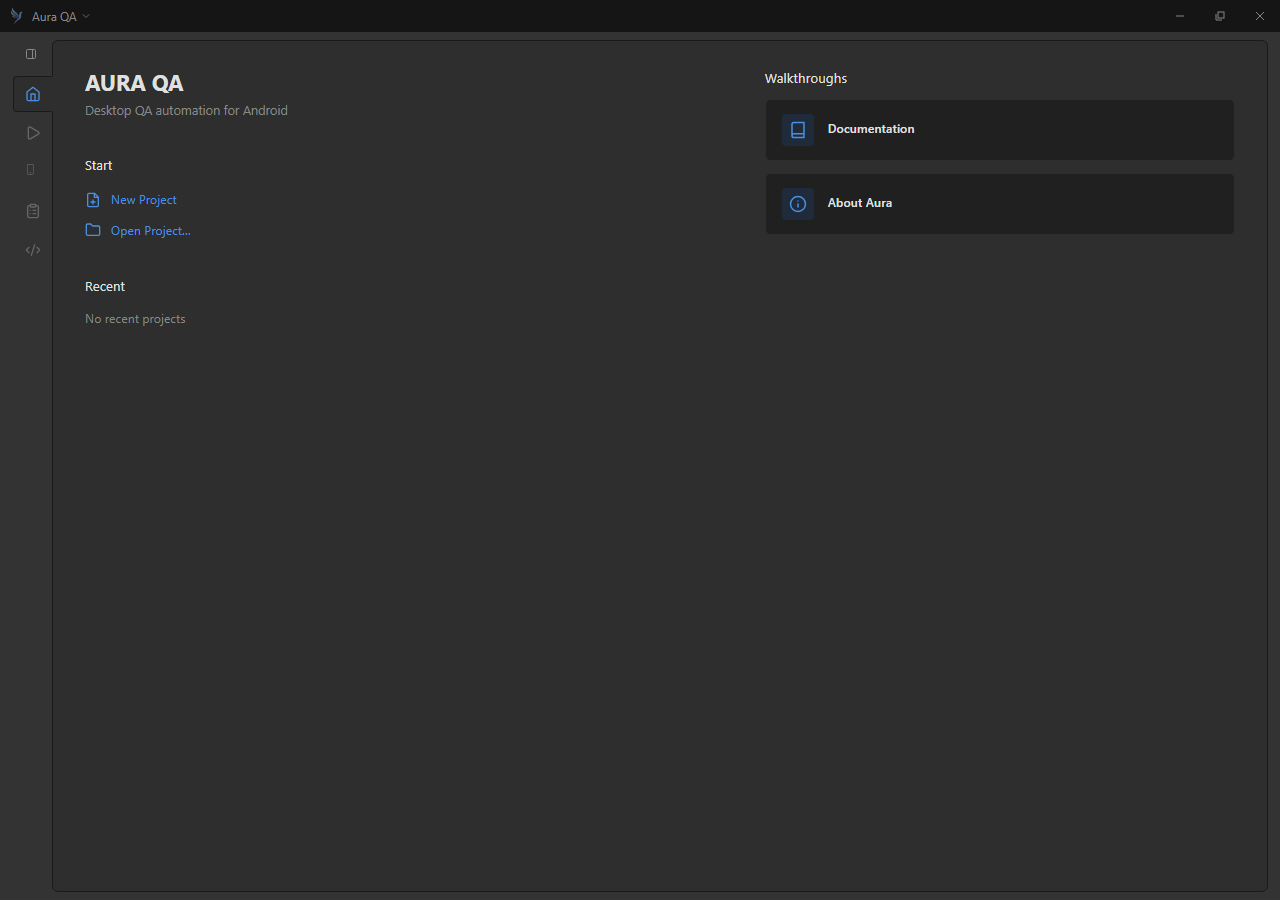 Aura QA
AURA QA
Desktop QA automation for Android
Start
New Project
Open Project...
Recent
No recent projects
Walkthroughs
Documentation
About Aura